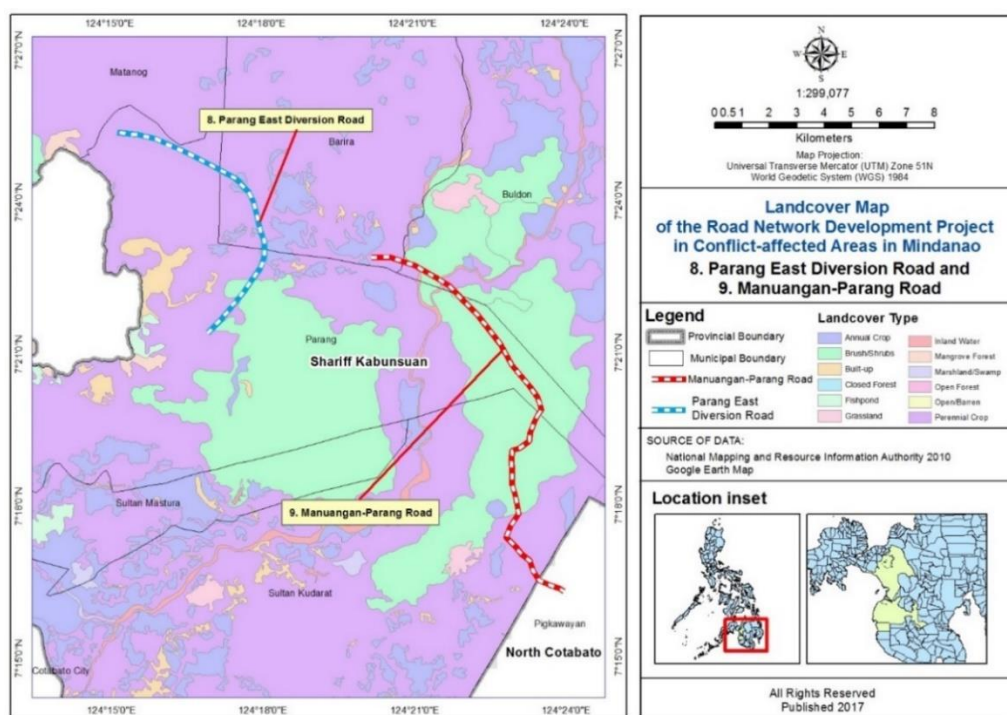 124°15'0"E 124°18'0"E 124°21'0"E 124°24'0"E
7°27'0"N
7°27'0"N
Matanog
8. Parang East Diversion Road
Barira
7°24'0"N
Buldon
7°24'0"N
7°21'0"N
Parang
Shariff Kabunsuan
7°21'0"N
7°18'0"N
Sultan Mastura
9. Manuangan-Parang Road
7°18'0"N
Sultan Kudarat
Pigkawayan
North Cotabato
7°15'0"N
Cotabato City
7°15'0"N
124°15'0"E 124°18'0"E 124°21'0"E 124°24'0"E
N
W E
S
1:299,077
0 0.5 1 2 3 4 5 6 7 8
Kilometers
Map Projection:
Universal Transverse Mercator (UTM) Zone 51N
World Geodetic System (WGS) 1984
Landcover Map
of the Road Network Development Project
in Conflict-affected Areas in Mindanao
8. Parang East Diversion Road and
9. Manuangan-Parang Road
Legend
Provincial Boundary
Municipal Boundary
Manuangan-Parang Road
Parang East
Diversion Road
Landcover Type
Annual Crop
Brush/Shrubs
Built-up
Closed Forest
Fishpond
Grassland
Inland Water
Mangrove Forest
Marshland/Swamp
Open Forest
Open/Barren
Perennial Crop
SOURCE OF DATA:
National Mapping and Resource Information Authority 2010
Google Earth Map
Location inset
All Rights Reserved
Published 2017